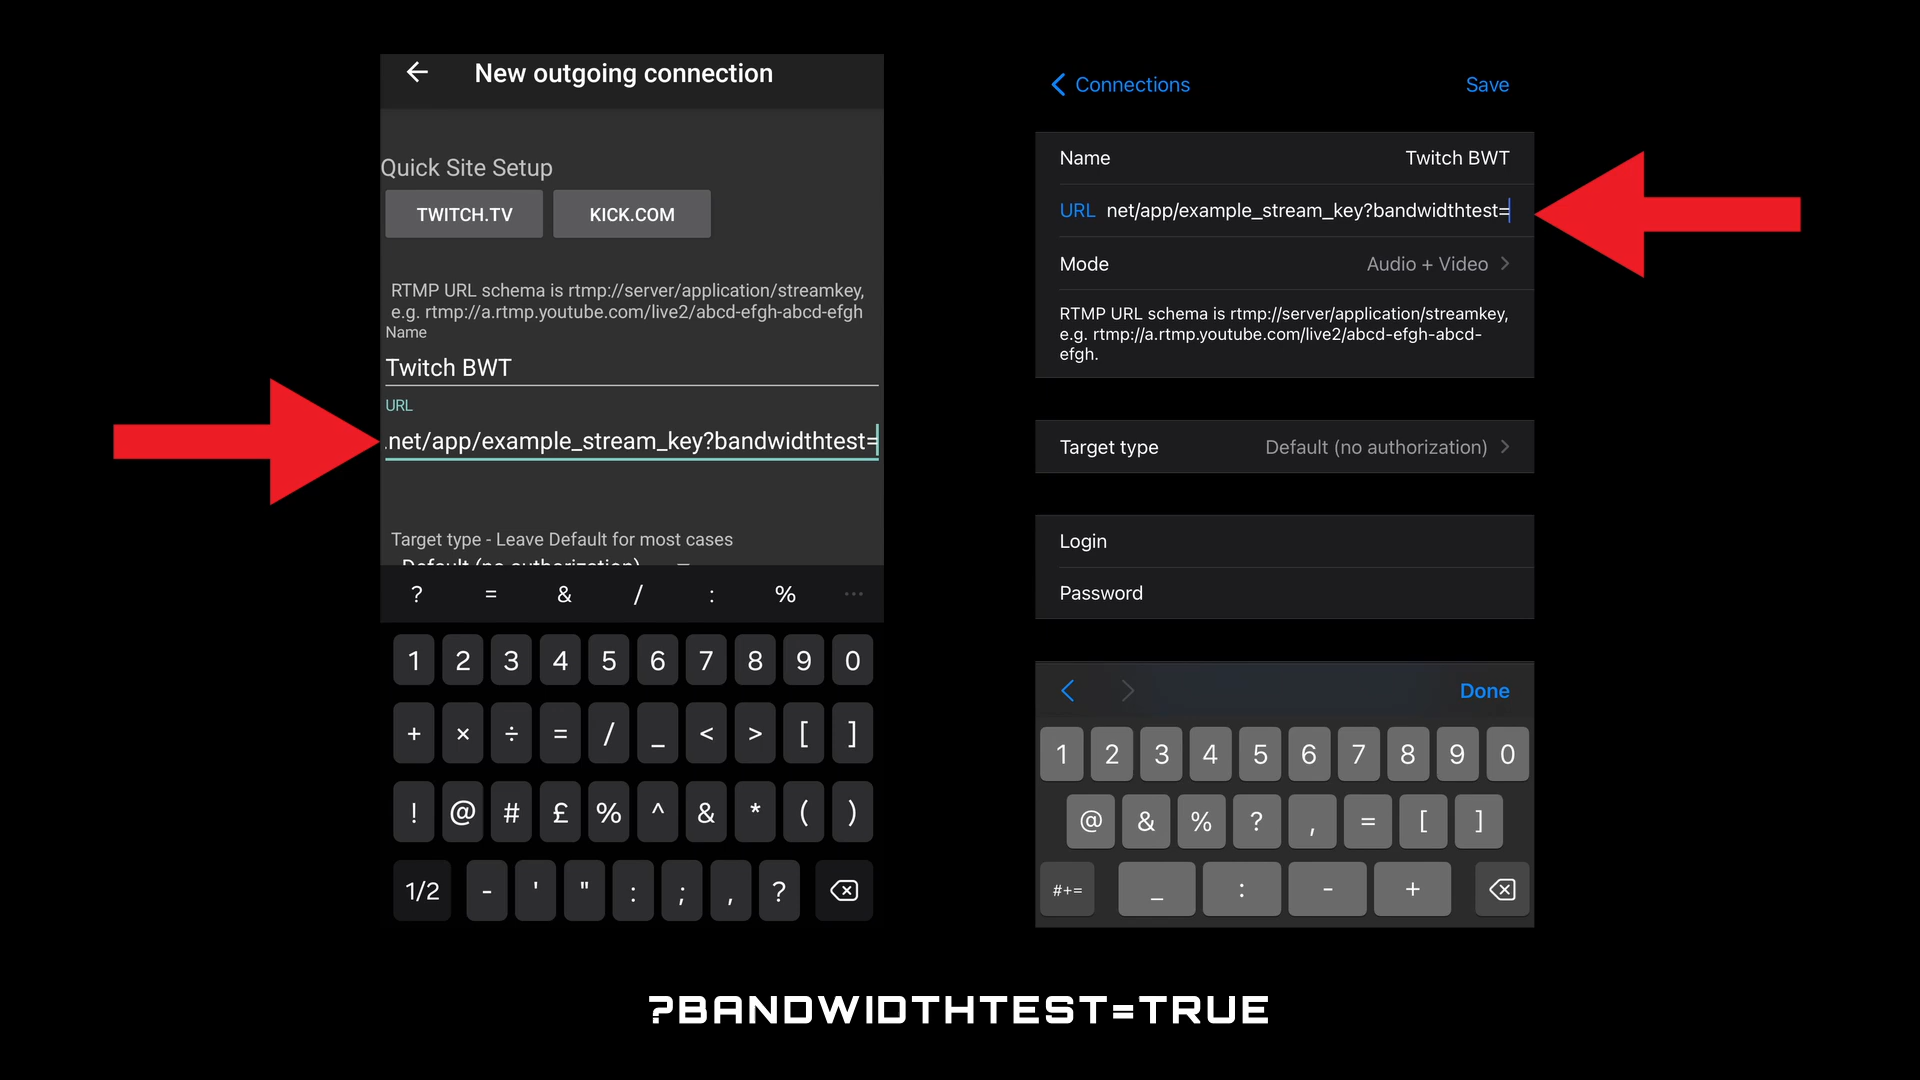 New outgoing connection
Quick Site Setup
TWITCH.TV
KICK.COM
RTMP URL schema is rtmp://server/application/streamkey,
e.g. rtmp://a.rtmp.youtube.com/live2/abcd-efgh-abcd-efgh
Name
Twitch BWT
URL
.net/app/example_stream_key?bandwidthtest=
Target type - Leave Default for most cases
Default (no authorization)
? = & / : % ...
1 2 3 4 5 6 7 8 9 0
+ × ÷ = / _ < > [ ]
! @ # £ % ^ & * ( )
1/2 - ' " : ; , ?
Connections
Save
Name Twitch BWT
URL net/app/example_stream_key?bandwidthtest=
Mode Audio + Video
RTMP URL schema is rtmp://server/application/streamkey,
e.g. rtmp://a.rtmp.youtube.com/live2/abcd-efgh-abcd-
efgh.
Target type Default (no authorization)
Login
Password
Done
1 2 3 4 5 6 7 8 9 0
@ & % ? , = [ ]
#+= _ : - +
?BANDWIDTHTEST=TRUE